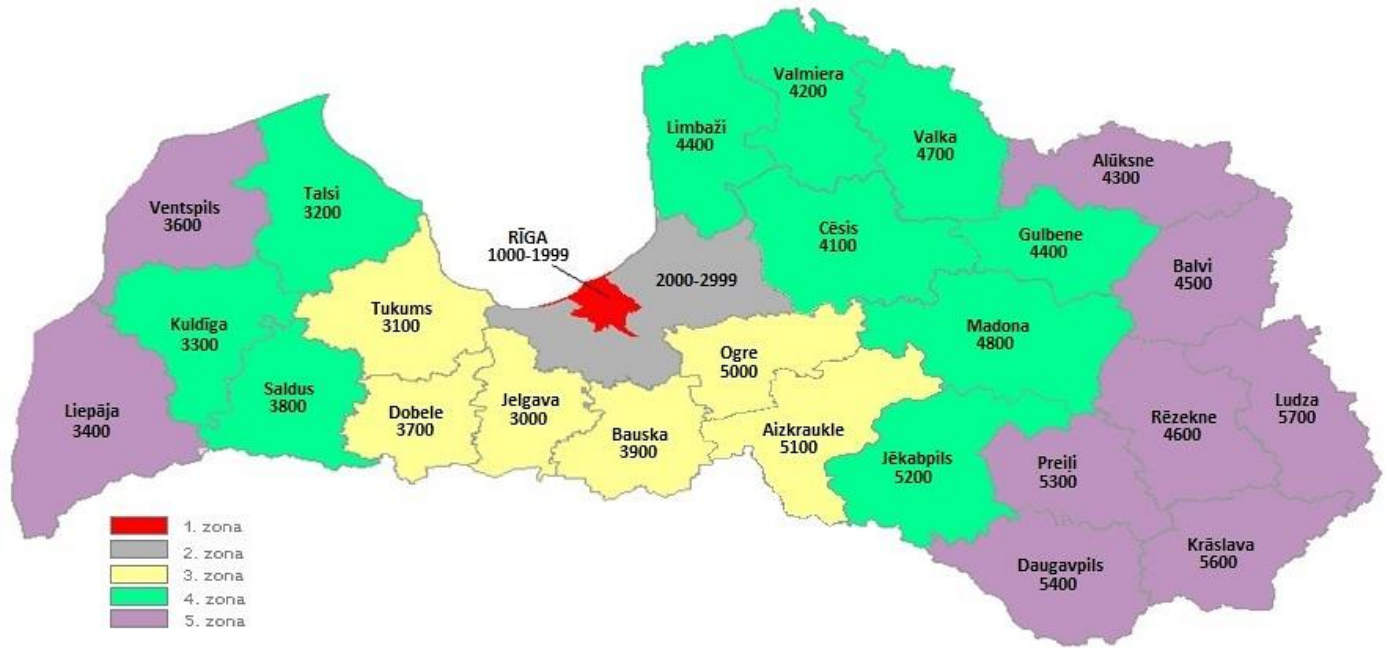 Valmiera
4200
Limbaži
4400
Valka
4700
Alūksne
4300
Talsi
3200
Ventspils
3600
Cēsis
4100
Gulbene
4400
RĪGA
1000-1999
2000-2999
Balvi
4500
Tukums
3100
Kuldīga
3300
Madona
4800
Ogre
5000
Saldus
3800
Liepāja
3400
Dobele
3700
Jelgava
3000
Bauska
3900
Aizkraukle
5100
Rēzekne
4600
Ludza
5700
Jēkabpils
5200
Preiļi
5300
Krāslava
5600
Daugavpils
5400
1. zona
2. zona
3. zona
4. zona
5. zona